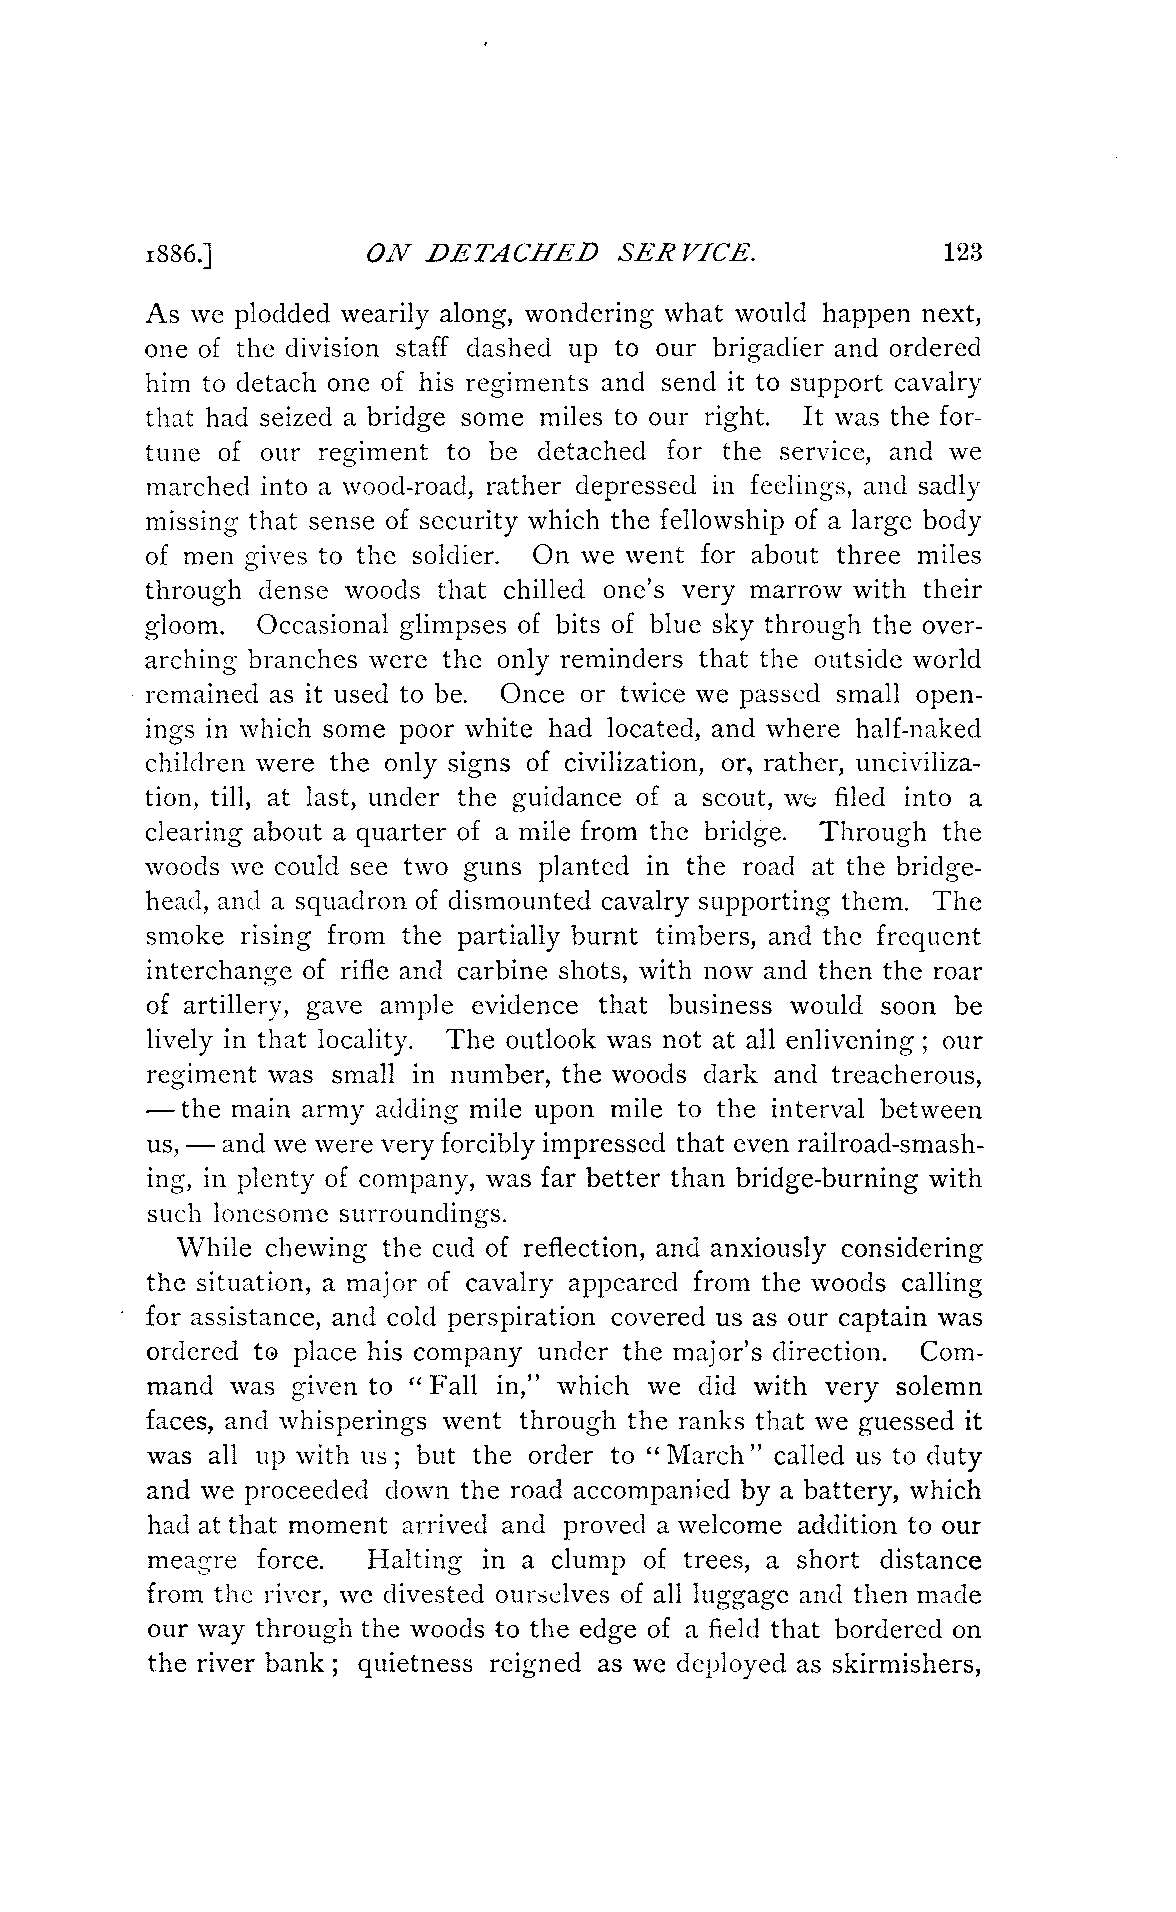 1886.] ON DETACHED SERVICE. 123
As we plodded wearily along, wondering what would happen next,
one of the division staff dashed up to our brigadier and ordered
him to detach one of his regiments and send it to support cavalry
that had seized a bridge some miles to our right. It was the for-
tune of our regiment to be detached for the service, and we
marched into a wood-road, rather depressed in feelings, and sadly
missing that sense of security which the fellowship of a large body
of men gives to the soldier. On we went for about three miles
through dense woods that chilled one's very marrow with their
gloom. Occasional glimpses of bits of blue sky through the over-
arching branches were the only reminders that the outside world
remained as it used to be. Once or twice we passed small open-
ings in which some poor white had located, and where half-naked
children were the only signs of civilization, or, rather, unciviliza-
tion, till, at last, under the guidance of a scout, we filed into a
clearing about a quarter of a mile from the bridge. Through the
woods we could see two guns planted in the road at the bridge-
head, and a squadron of dismounted cavalry supporting them. The
smoke rising from the partially burnt timbers, and the frequent
interchange of rifle and carbine shots, with now and then the roar
of artillery, gave ample evidence that business would soon be
lively in that locality. The outlook was not at all enlivening; our
regiment was small in number, the woods dark and treacherous,
— the main army adding mile upon mile to the interval between
us, — and we were very forcibly impressed that even railroad-smash-
ing, in plenty of company, was far better than bridge-burning with
such lonesome surroundings.
While chewing the cud of reflection, and anxiously considering
the situation, a major of cavalry appeared from the woods calling
for assistance, and cold perspiration covered us as our captain was
ordered to place his company under the major's direction. Com-
mand was given to "Fall in," which we did with very solemn
faces, and whisperings went through the ranks that we guessed it
was all up with us; but the order to "March" called us to duty
and we proceeded down the road accompanied by a battery, which
had at that moment arrived and proved a welcome addition to our
meagre force. Halting in a clump of trees, a short distance
from the river, we divested ourselves of all luggage and then made
our way through the woods to the edge of a field that bordered on
the river bank; quietness reigned as we deployed as skirmishers,